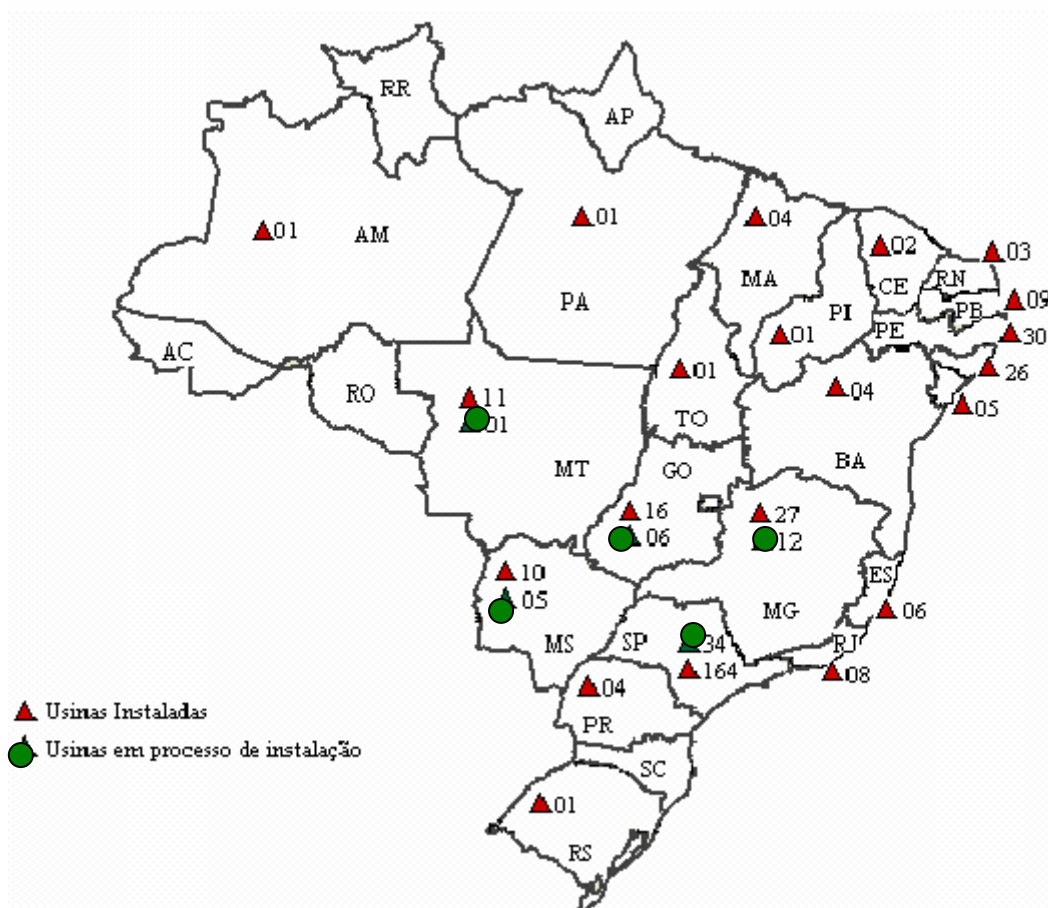 RR
AP
01
AM
01
PA
04
MA
02
CE
03
RN
09
PB
PI
PE
30
01
26
05
AC
RO
11
01
MT
01
TO
04
BA
GO
16
06
27
12
MG
ES
06
10
05
MS
SP
34
164
RJ
08
04
PR
Usinas Instaladas
Usinas em processo de instalação
SC
01
RS